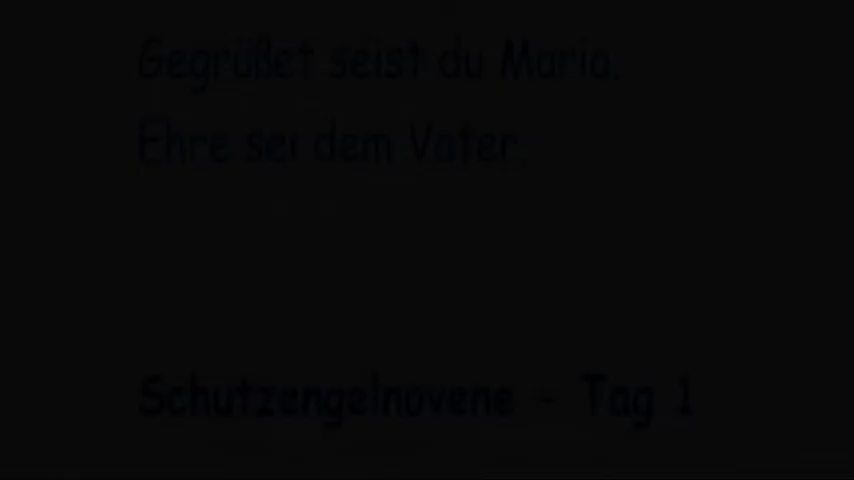 Gegrüßet seist du Maria.
Ehre sei dem Vater.
Schutzengelnovene - Tag 1